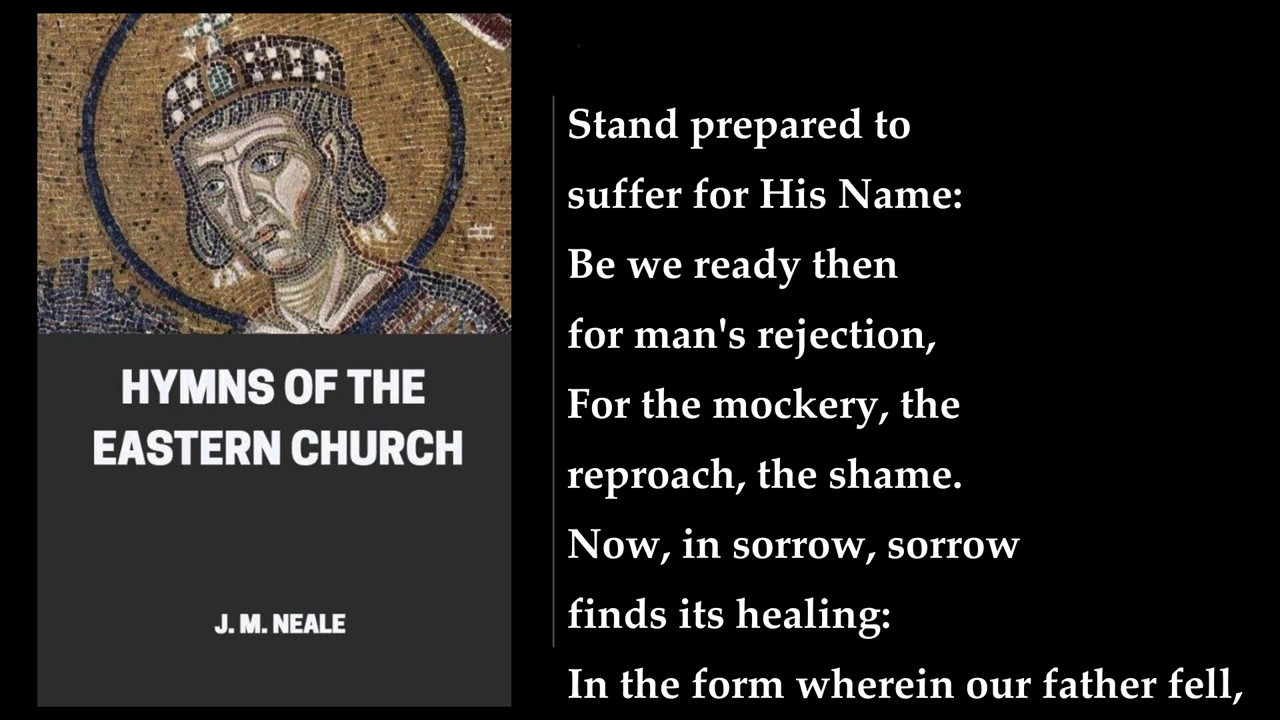 HYMNS OF THE
EASTERN CHURCH
J. M. NEALE
Stand prepared to
suffer for His Name:
Be we ready then
for man's rejection,
For the mockery, the
reproach, the shame.
Now, in sorrow, sorrow
finds its healing:
In the form wherein our father fell,